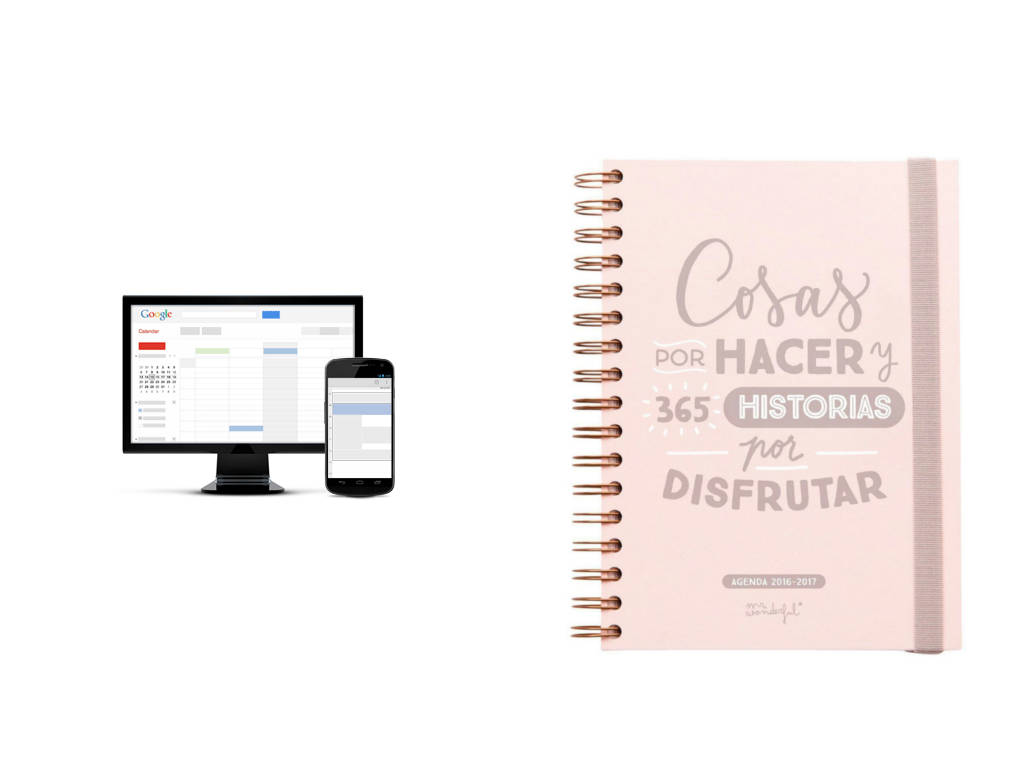 Google
Calendar
Cosas
POR HACER y
365 HISTORIAS
por
DISFRUTAR
AGENDA 2016-2017
mr.
wonderful*